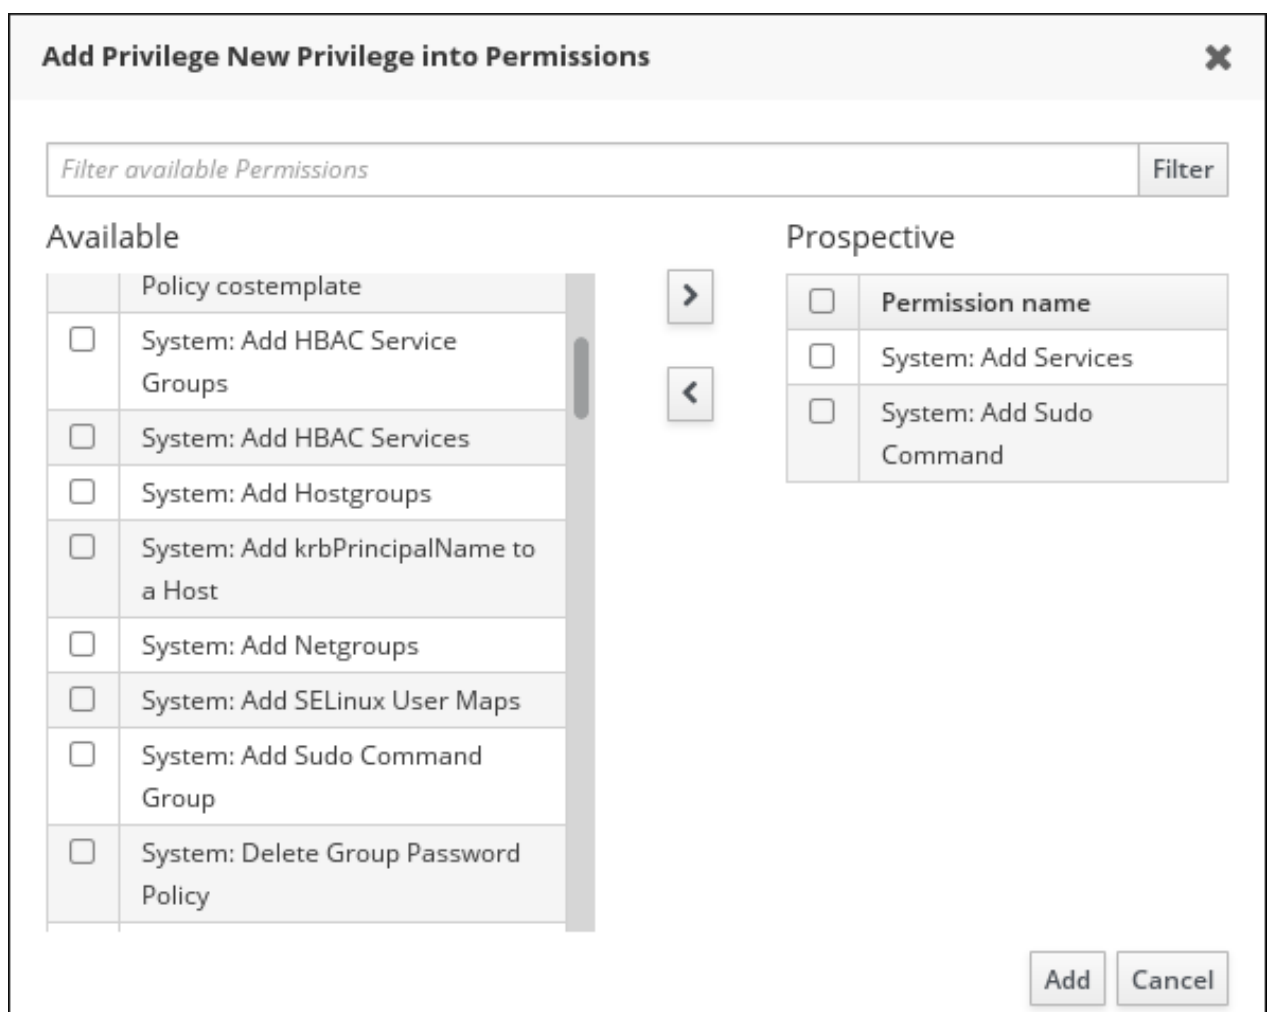 Add Privilege New Privilege into Permissions
Filter available Permissions
Filter
Available
Policy costemplate
System: Add HBAC Service
Groups
System: Add HBAC Services
System: Add Hostgroups
System: Add krbPrincipalName to
a Host
System: Add Netgroups
System: Add SELinux User Maps
System: Add Sudo Command
Group
System: Delete Group Password
Policy
Prospective
Permission name
System: Add Services
System: Add Sudo
Command
Add
Cancel